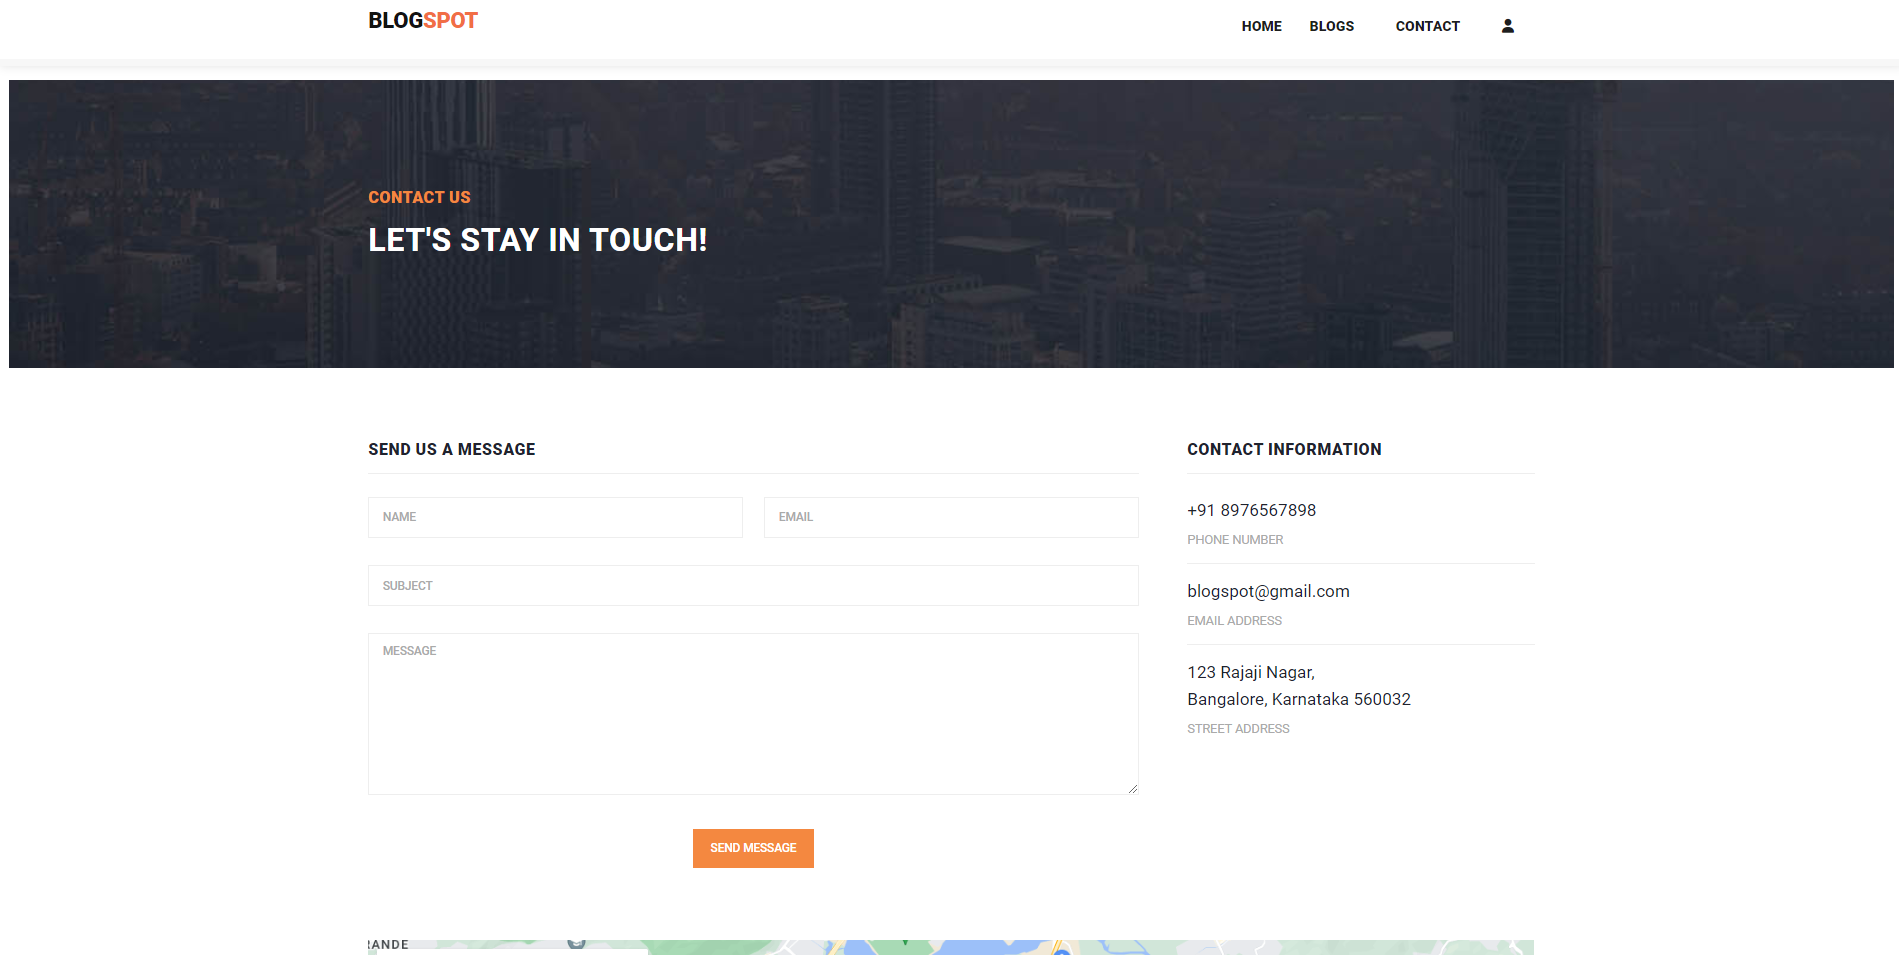 BLOGSPOT
HOME BLOGS CONTACT
CONTACT US
LET'S STAY IN TOUCH!
SEND US A MESSAGE
NAME EMAIL
SUBJECT
MESSAGE
SEND MESSAGE
CONTACT INFORMATION
+91 8976567898
PHONE NUMBER
blogspot@gmail.com
EMAIL ADDRESS
123 Rajaji Nagar,
Bangalore, Karnataka 560032
STREET ADDRESS
RANDE